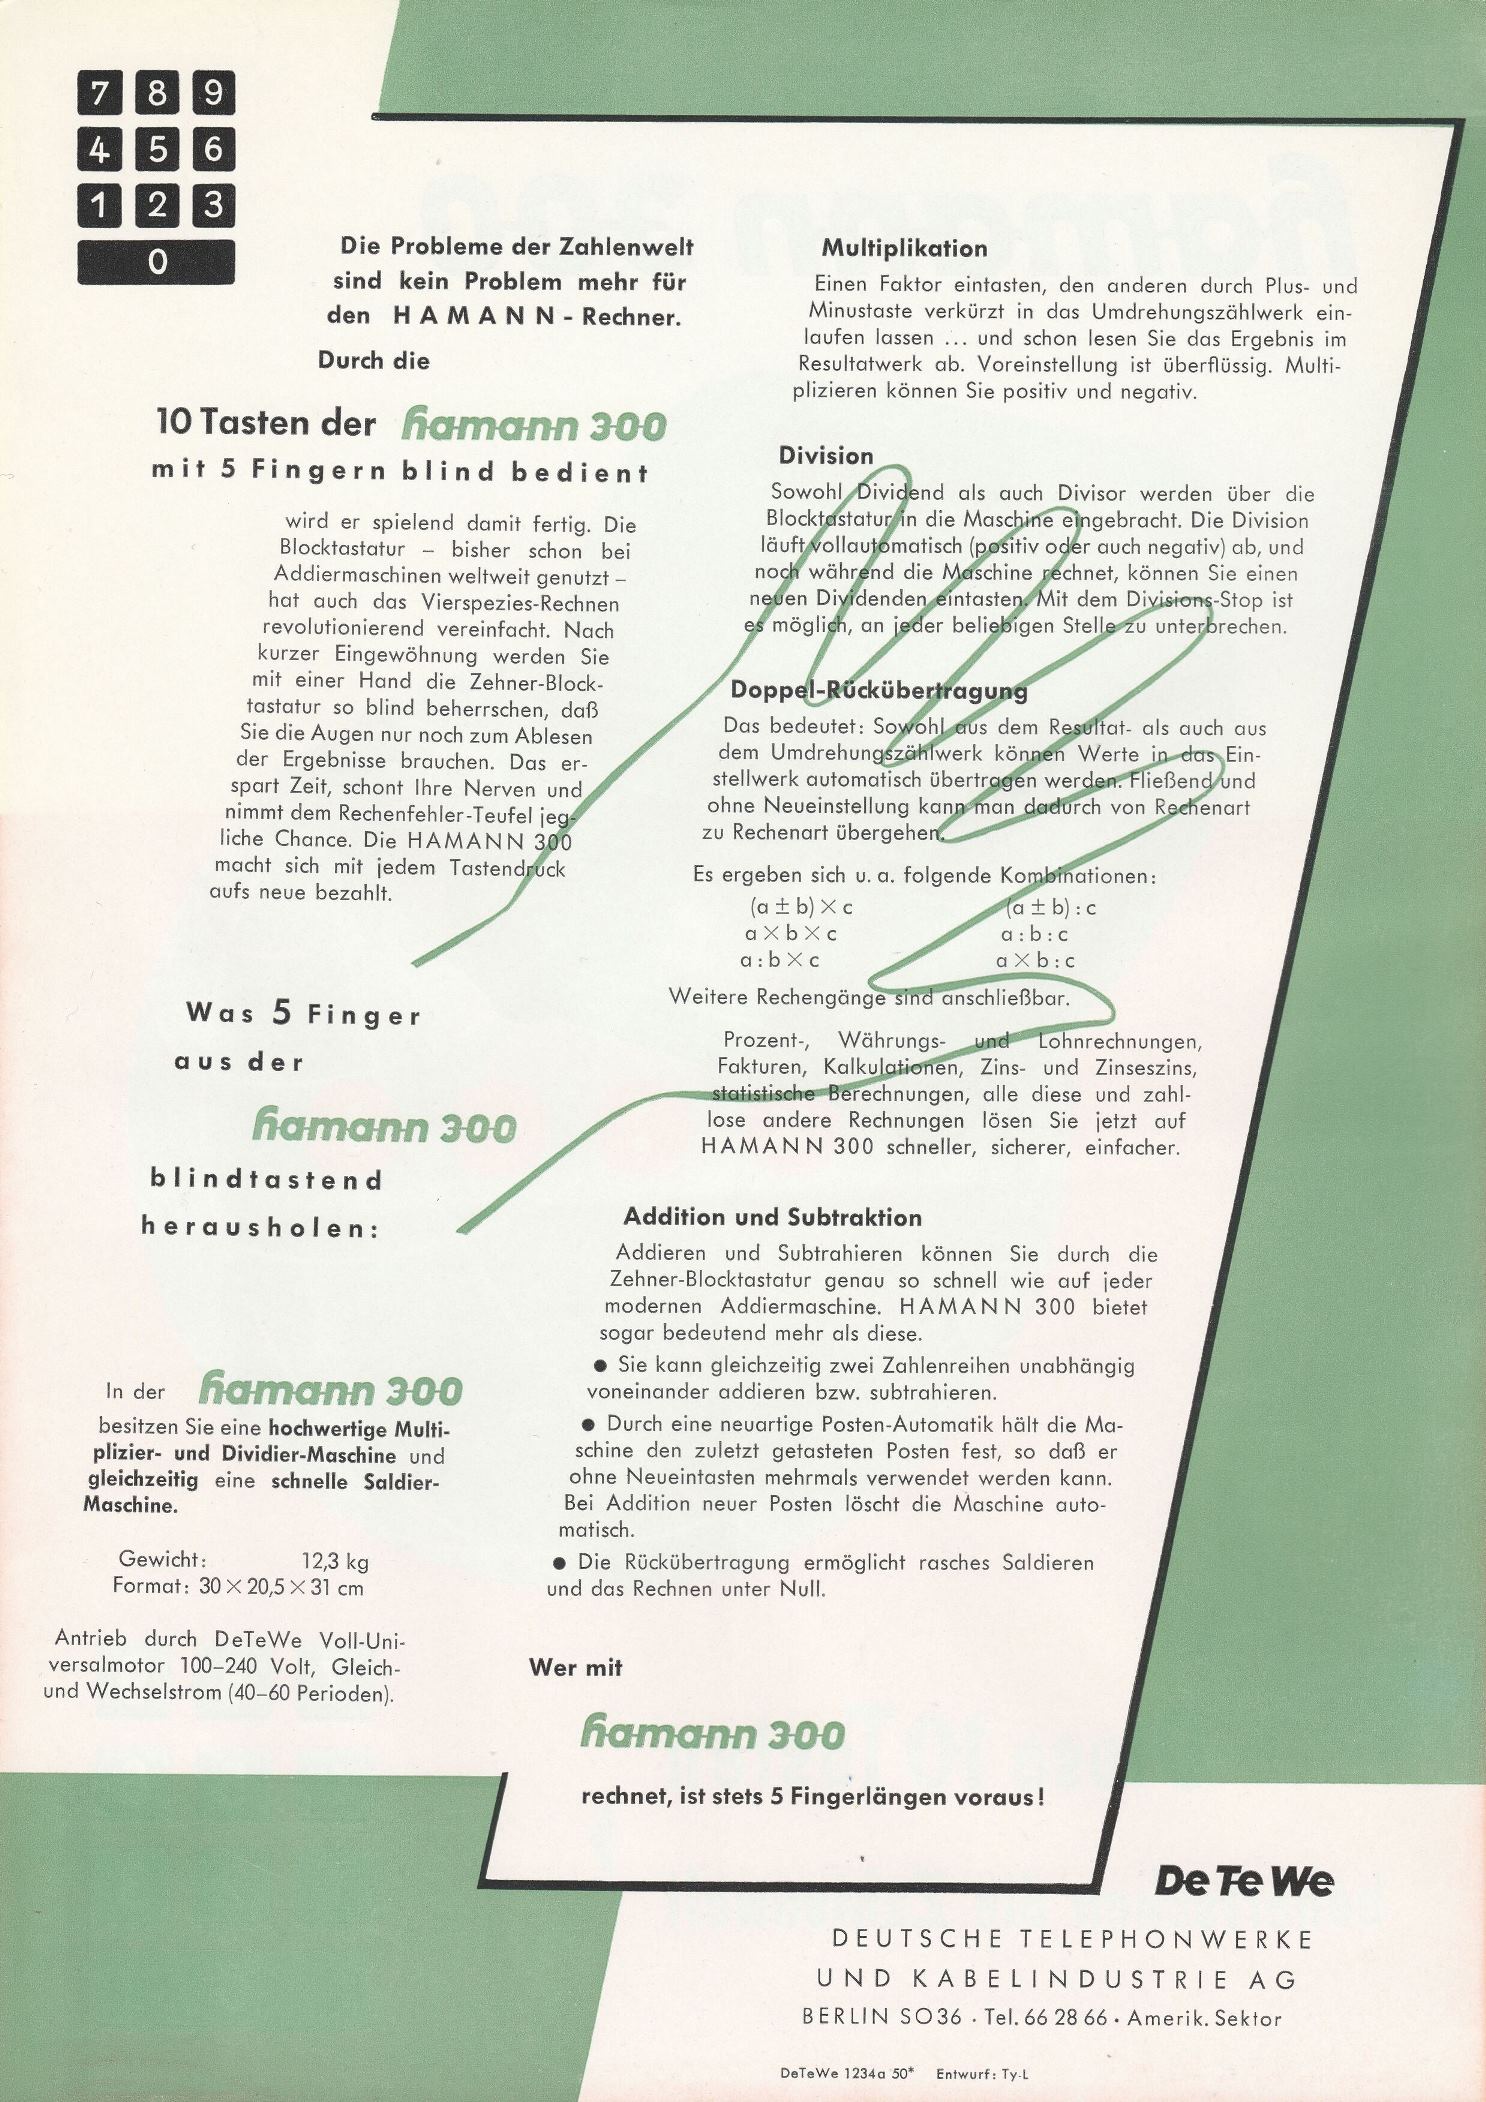 7 8 9
4 5 6
1 2 3
0
Die Probleme der Zahlenwelt
sind kein Problem mehr für
den HAMANN-Rechner.
Durch die
10 Tasten der hamann 300
mit 5 Fingern blind bedient
wird er spielend damit fertig. Die
Blocktastatur – bisher schon bei
Addiermaschinen weltweit genutzt –
hat auch das Vierspezies-Rechnen
revolutionierend vereinfacht. Nach
kurzer Eingewöhnung werden Sie
mit einer Hand die Zehner-Block-
tastatur so blind beherrschen, daß
Sie die Augen nur noch zum Ablesen
der Ergebnisse brauchen. Das er-
spart Zeit, schont Ihre Nerven und
nimmt dem Rechenfehler-Teufel jeg-
liche Chance. Die HAMANN 300
macht sich mit jedem Tastendruck
aufs neue bezahlt.
Was 5 Finger
aus der
hamann 300
blindtastend
herausholen:
In der hamann 300
besitzen Sie eine hochwertige Multi-
plizier- und Dividier-Maschine und
gleichzeitig eine schnelle Saldier-
Maschine.
Gewicht: 12,3 kg
Format: 30 × 20,5 × 31 cm
Antrieb durch DeTeWe Voll-Uni-
versalmotor 100–240 Volt, Gleich-
und Wechselstrom (40–60 Perioden).
Multiplikation
Einen Faktor eintasten, den anderen durch Plus- und
Minustaste verkürzt in das Umdrehungszählwerk ein-
laufen lassen ... und schon lesen Sie das Ergebnis im
Resultatwerk ab. Voreinstellung ist überflüssig. Multi-
plizieren können Sie positiv und negativ.
Division
Sowohl Dividend als auch Divisor werden über die
Blocktastatur in die Maschine eingebracht. Die Division
läuft vollautomatisch (positiv oder auch negativ) ab, und
noch während die Maschine rechnet, können Sie einen
neuen Dividenden eintasten. Mit dem Divisions-Stop ist
es möglich, an jeder beliebigen Stelle zu unterbrechen.
Doppel-Rückübertragung
Das bedeutet: Sowohl aus dem Resultat- als auch aus
dem Umdrehungszählwerk können Werte in das Ein-
stellwerk automatisch übertragen werden. Fließend und
ohne Neueinstellung kann man dadurch von Rechenart
zu Rechenart übergehen.
Es ergeben sich u. a. folgende Kombinationen:
(a ± b) × c (a ± b) : c
a × b × c a : b : c
a : b × c a × b : c
Weitere Rechengänge sind anschließbar.
Prozent-, Währungs- und Lohnrechnungen,
Fakturen, Kalkulationen, Zins- und Zinseszins,
statistische Berechnungen, alle diese und zahl-
lose andere Rechnungen lösen Sie jetzt auf
HAMANN 300 schneller, sicherer, einfacher.
Addition und Subtraktion
Addieren und Subtrahieren können Sie durch die
Zehner-Blocktastatur genau so schnell wie auf jeder
modernen Addiermaschine. HAMANN 300 bietet
sogar bedeutend mehr als diese.
● Sie kann gleichzeitig zwei Zahlenreihen unabhängig
voneinander addieren bzw. subtrahieren.
● Durch eine neuartige Posten-Automatik hält die Ma-
schine den zuletzt getasteten Posten fest, so daß er
ohne Neueintasten mehrmals verwendet werden kann.
Bei Addition neuer Posten löscht die Maschine auto-
matisch.
● Die Rückübertragung ermöglicht rasches Saldieren
und das Rechnen unter Null.
Wer mit
hamann 300
rechnet, ist stets 5 Fingerlängen voraus!
DeTeWe
DEUTSCHE TELEPHONWERKE
UND KABELINDUSTRIE AG
BERLIN SO36 · Tel. 66 28 66 · Amerik. Sektor
DeTeWe 1234a 50* Entwurf: Ty-L